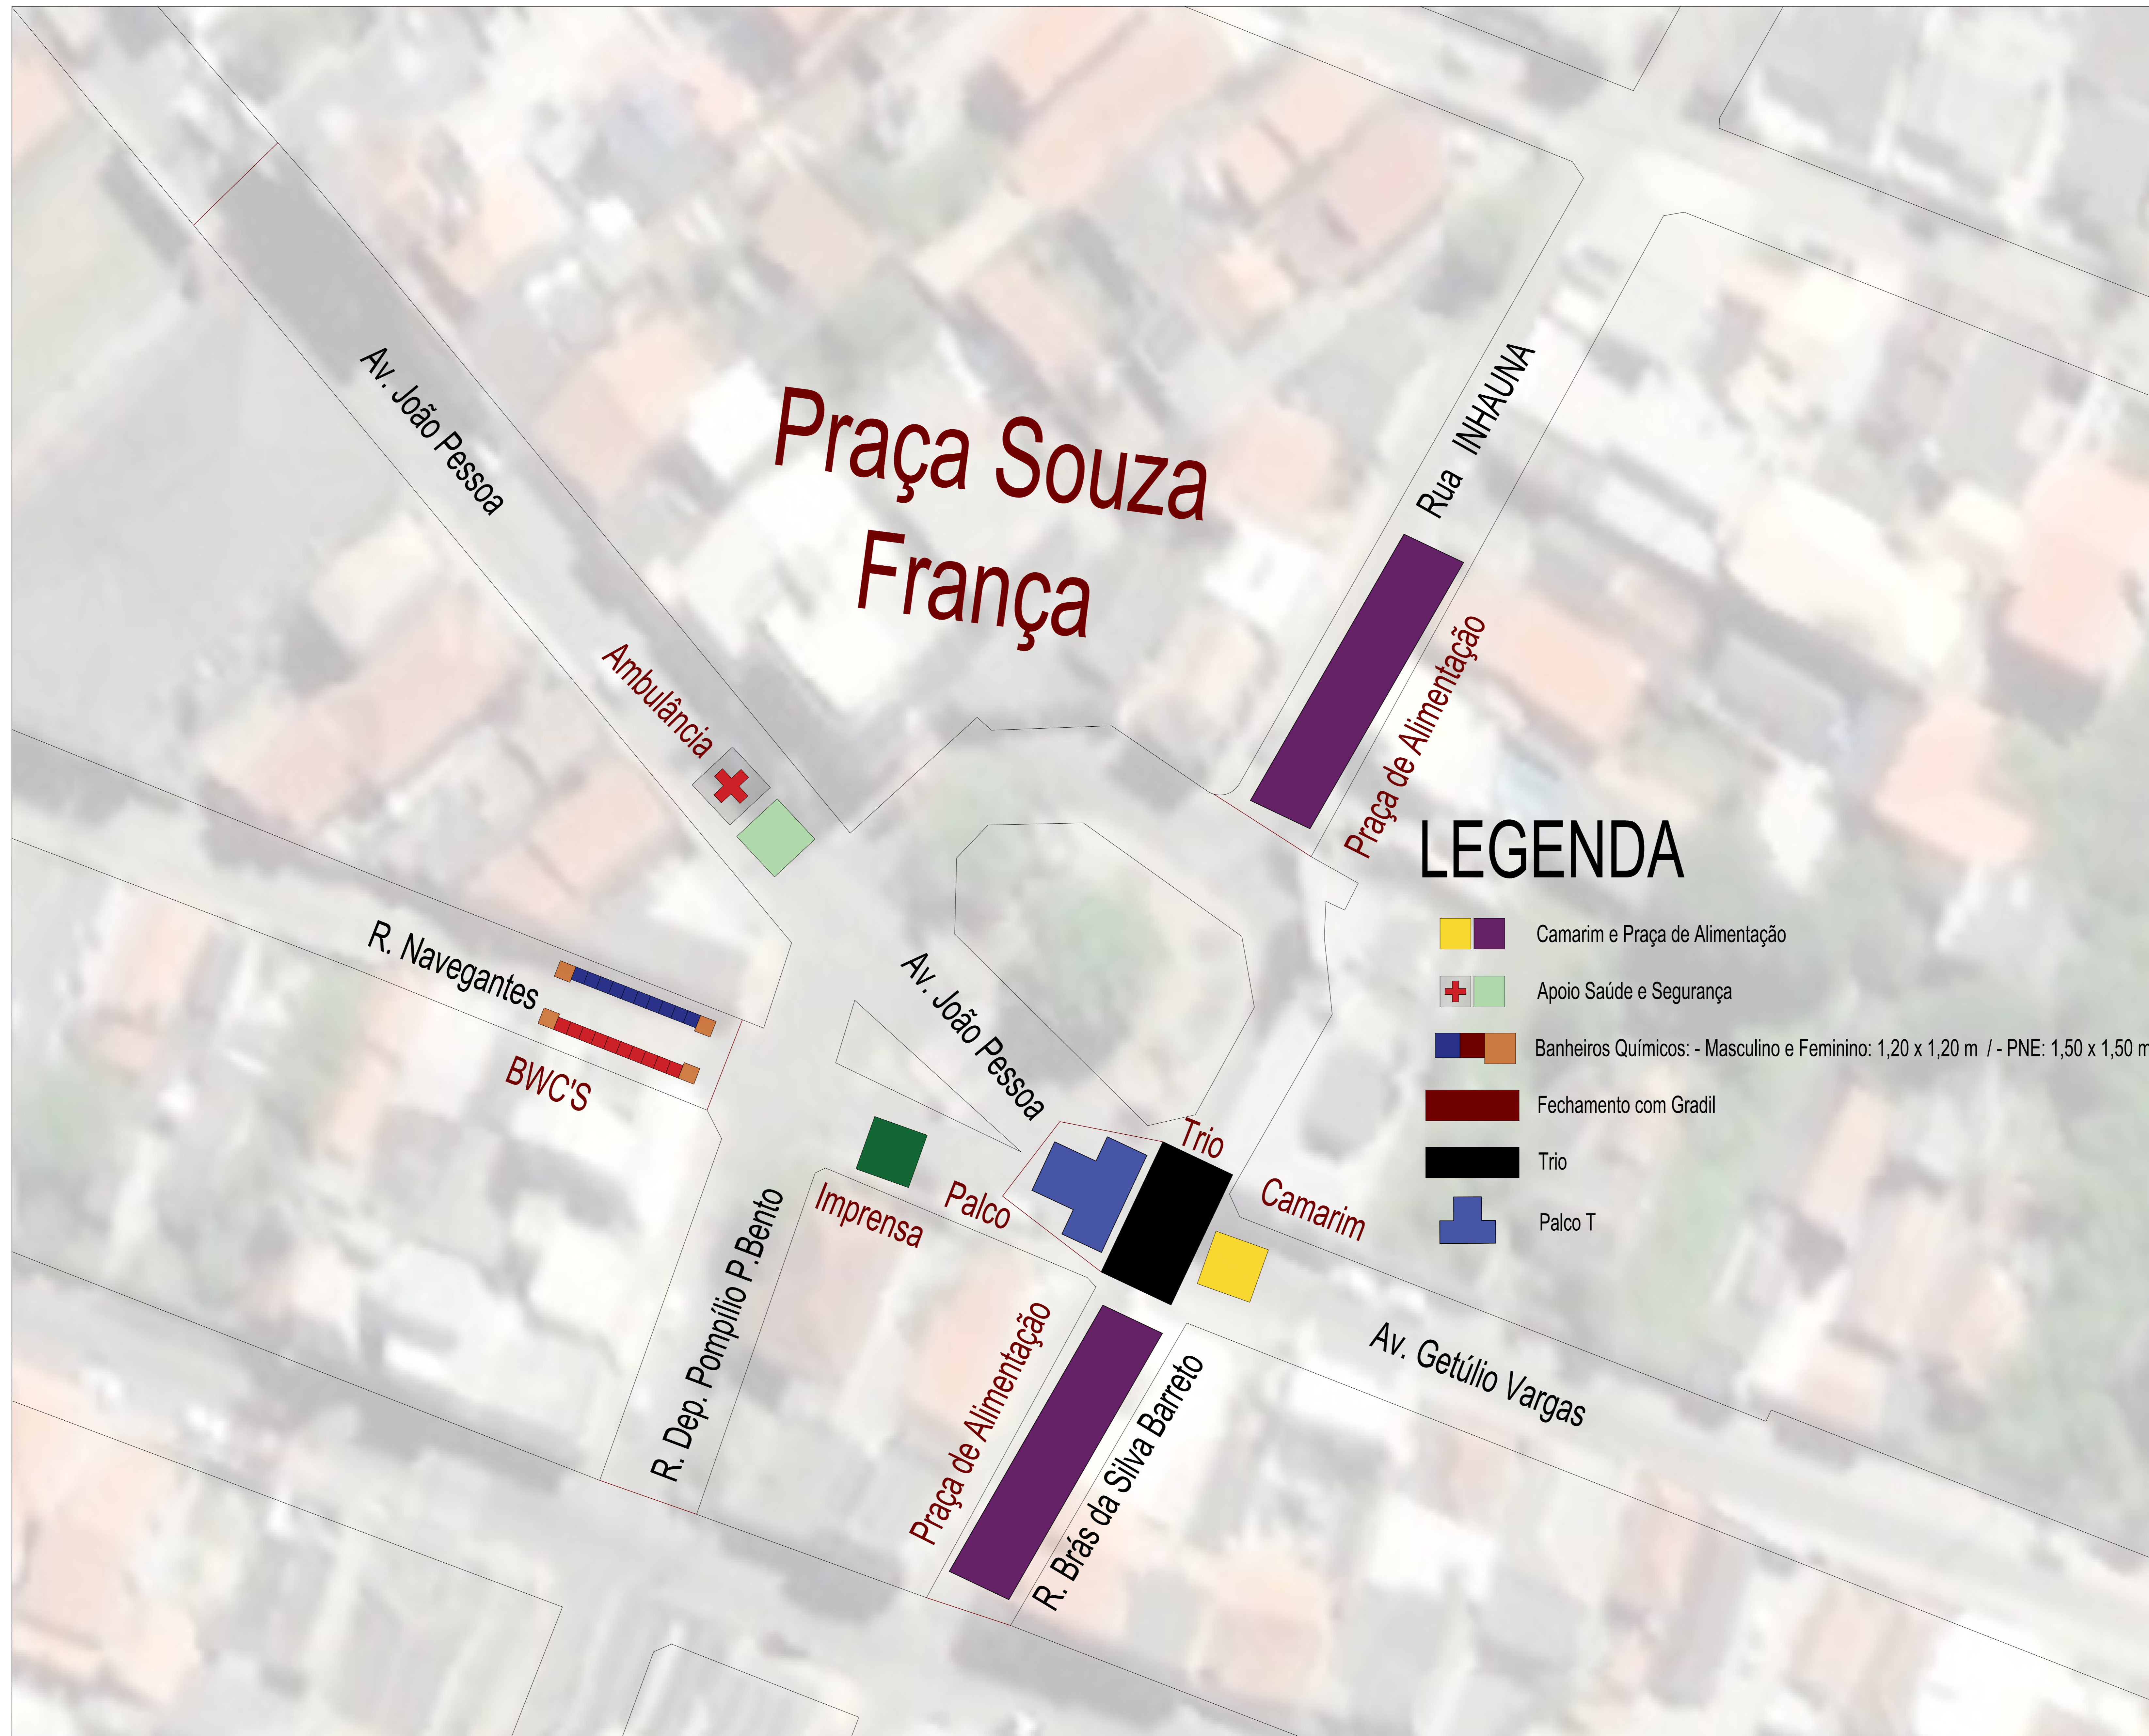 Praça Souza
França
Av. João Pessoa
Rua INHAUNA
Ambulância
Praça de Alimentação
R. Navegantes
BWC'S
Av. João Pessoa
Trio
Camarim
Palco
Imprensa
R. Dep. Pompílio P.Bento
Praça de Alimentação
R. Brás da Silva Barreto
Av. Getúlio Vargas
LEGENDA
Camarim e Praça de Alimentação
Apoio Saúde e Segurança
Banheiros Químicos: - Masculino e Feminino: 1,20 x 1,20 m / - PNE: 1,50 x 1,50 m
Fechamento com Gradil
Trio
Palco T